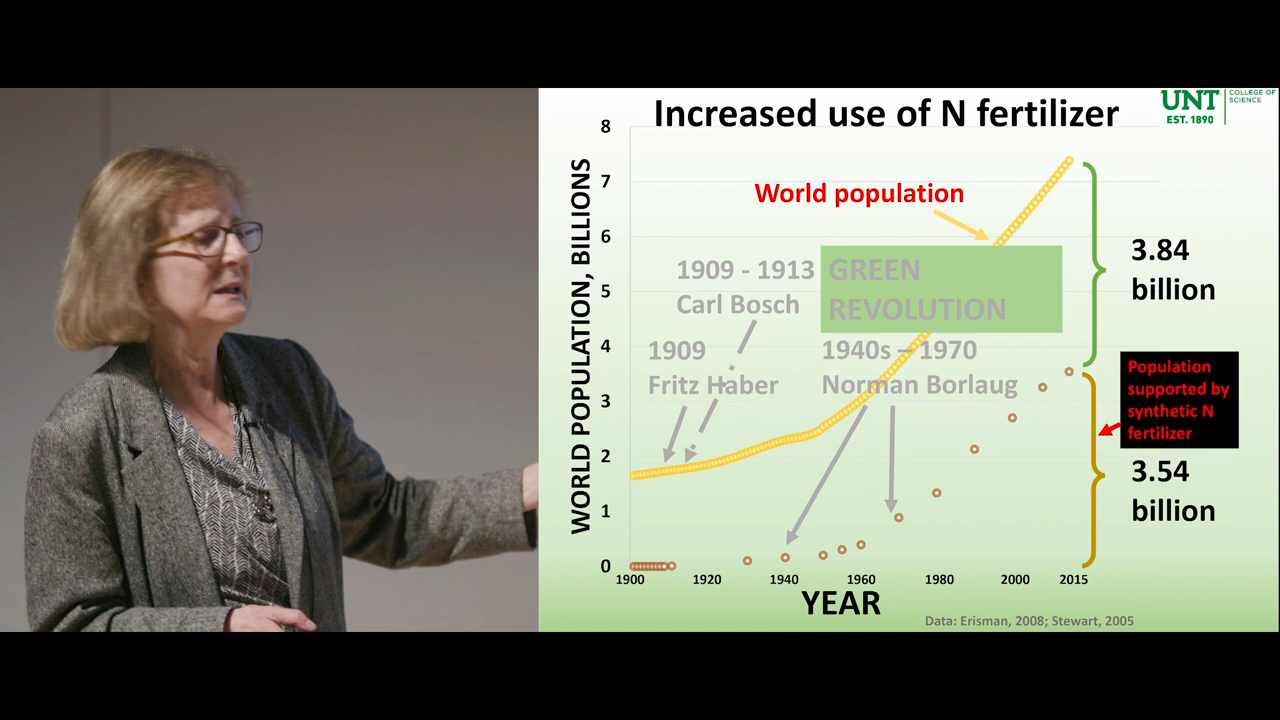 Increased use of N fertilizer
UNT
EST. 1890
COLLEGE OF
SCIENCE
WORLD POPULATION, BILLIONS
8
7
6
5
4
3
2
1
0
World population
1909 - 1913
Carl Bosch
GREEN
REVOLUTION
1909
Fritz Haber
1940s – 1970
Norman Borlaug
3.84
billion
Population
supported by
synthetic N
fertilizer
3.54
billion
1900
1920
1940
1960
1980
2000
2015
YEAR
Data: Erisman, 2008; Stewart, 2005